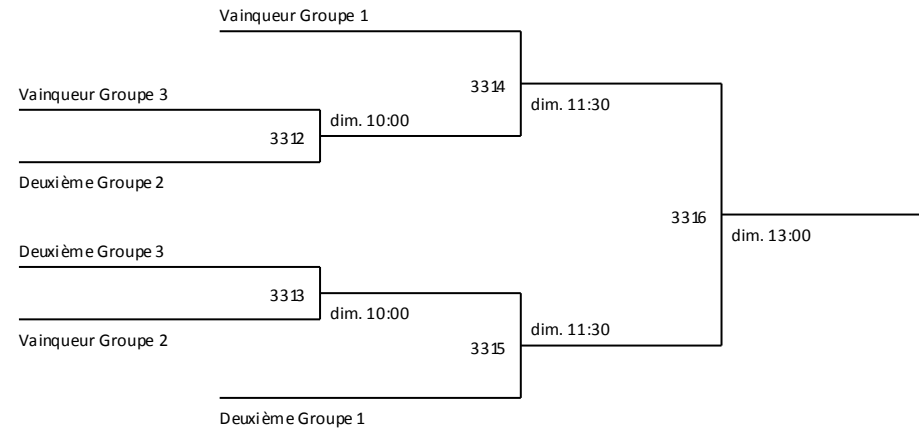 Vainqueur Groupe 1
3314
dim. 11:30
Vainqueur Groupe 3
3312
dim. 10:00
Deuxième Groupe 2
3316
dim. 13:00
Deuxième Groupe 3
3313
dim. 10:00
Vainqueur Groupe 2
3315
dim. 11:30
Deuxième Groupe 1